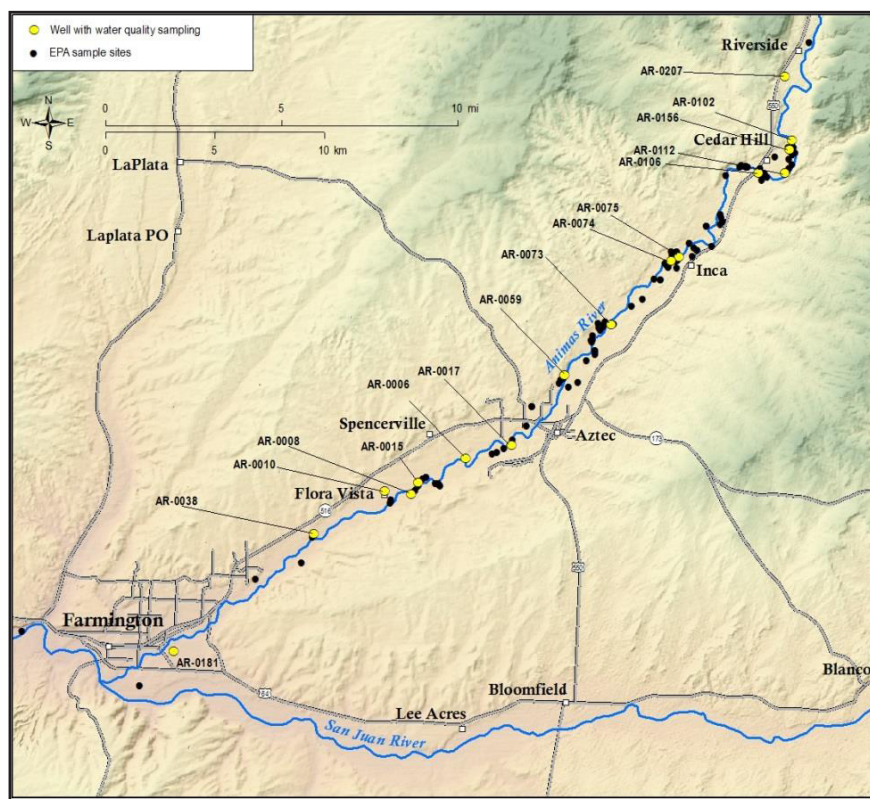 Well with water quality sampling
EPA sample sites
N
W
E
S
0
5
10 mi
0
5
10 km
Riverside
AR-0207
550
AR-0102
AR-0156
Cedar Hill
AR-0112
AR-0106
LaPlata
Laplata PO
AR-0075
AR-0074
Inca
AR-0073
AR-0059
Animas River
AR-0017
AR-0006
Spencerville
Aztec
173
AR-0008
AR-0015
AR-0010
Flora Vista
AR-0038
516
Farmington
AR-0181
64
Bloomfield
Blanco
Lee Acres
San Juan River